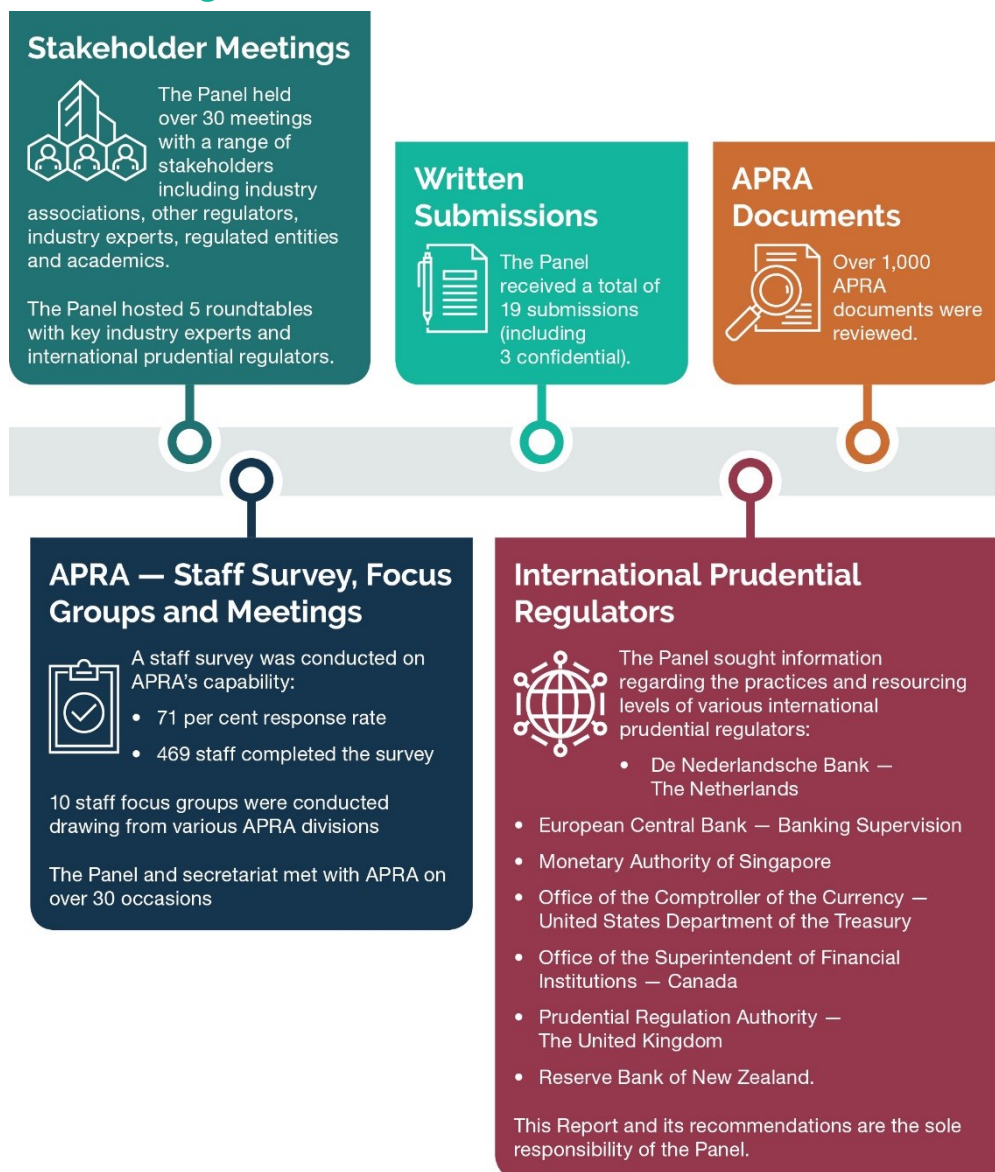 Stakeholder Meetings
The Panel held
over 30 meetings
with a range of
stakeholders
including industry
associations, other regulators,
industry experts, regulated entities
and academics.
The Panel hosted 5 roundtables
with key industry experts and
international prudential regulators.
Written
Submissions
The Panel
received a total of
19 submissions
(including
3 confidential).
APRA
Documents
Over 1,000
APRA
documents were
reviewed.
APRA — Staff Survey, Focus
Groups and Meetings
A staff survey was conducted on
APRA’s capability:
• 71 per cent response rate
• 469 staff completed the survey
10 staff focus groups were conducted
drawing from various APRA divisions
The Panel and secretariat met with APRA on
over 30 occasions
International Prudential
Regulators
The Panel sought information
regarding the practices and resourcing
levels of various international
prudential regulators:
• De Nederlandsche Bank —
The Netherlands
• European Central Bank — Banking Supervision
• Monetary Authority of Singapore
• Office of the Comptroller of the Currency —
United States Department of the Treasury
• Office of the Superintendent of Financial
Institutions — Canada
• Prudential Regulation Authority —
The United Kingdom
• Reserve Bank of New Zealand.
This Report and its recommendations are the sole
responsibility of the Panel.